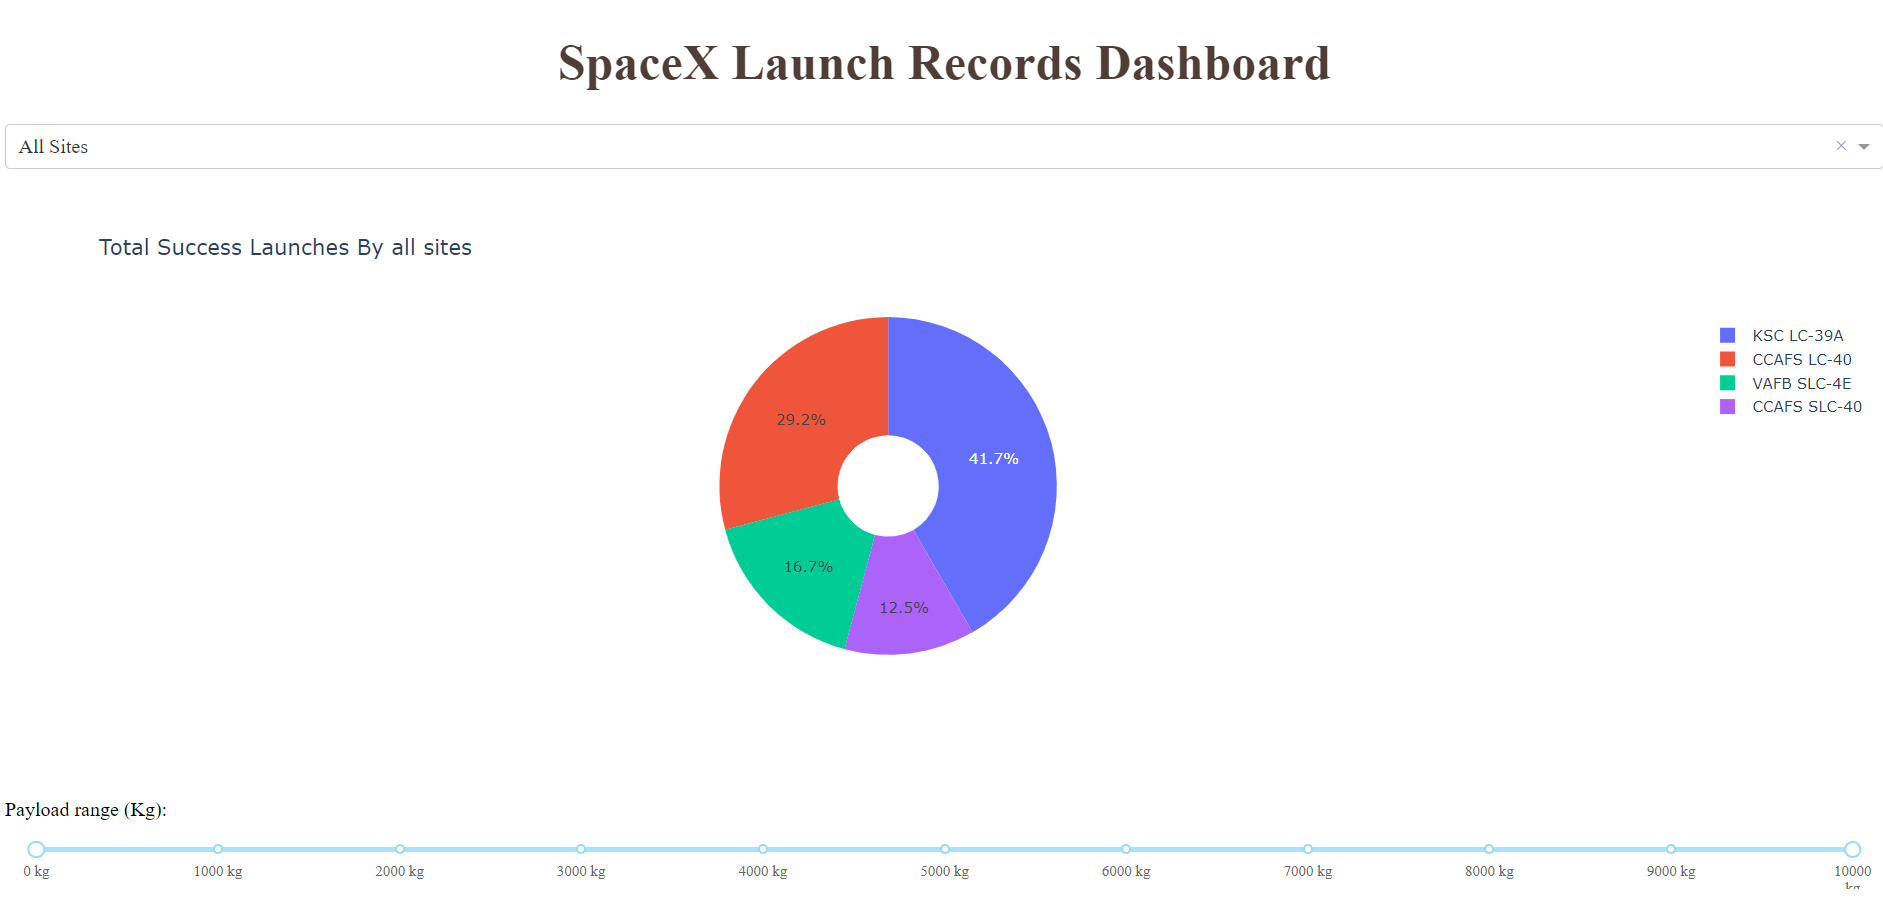 SpaceX Launch Records Dashboard
All Sites
Total Success Launches By all sites
KSC LC-39A
CCAFS LC-40
VAFB SLC-4E
CCAFS SLC-40
29.2%
41.7%
16.7%
12.5%
Payload range (Kg):
0 kg 1000 kg 2000 kg 3000 kg 4000 kg 5000 kg 6000 kg 7000 kg 8000 kg 9000 kg 10000
kg